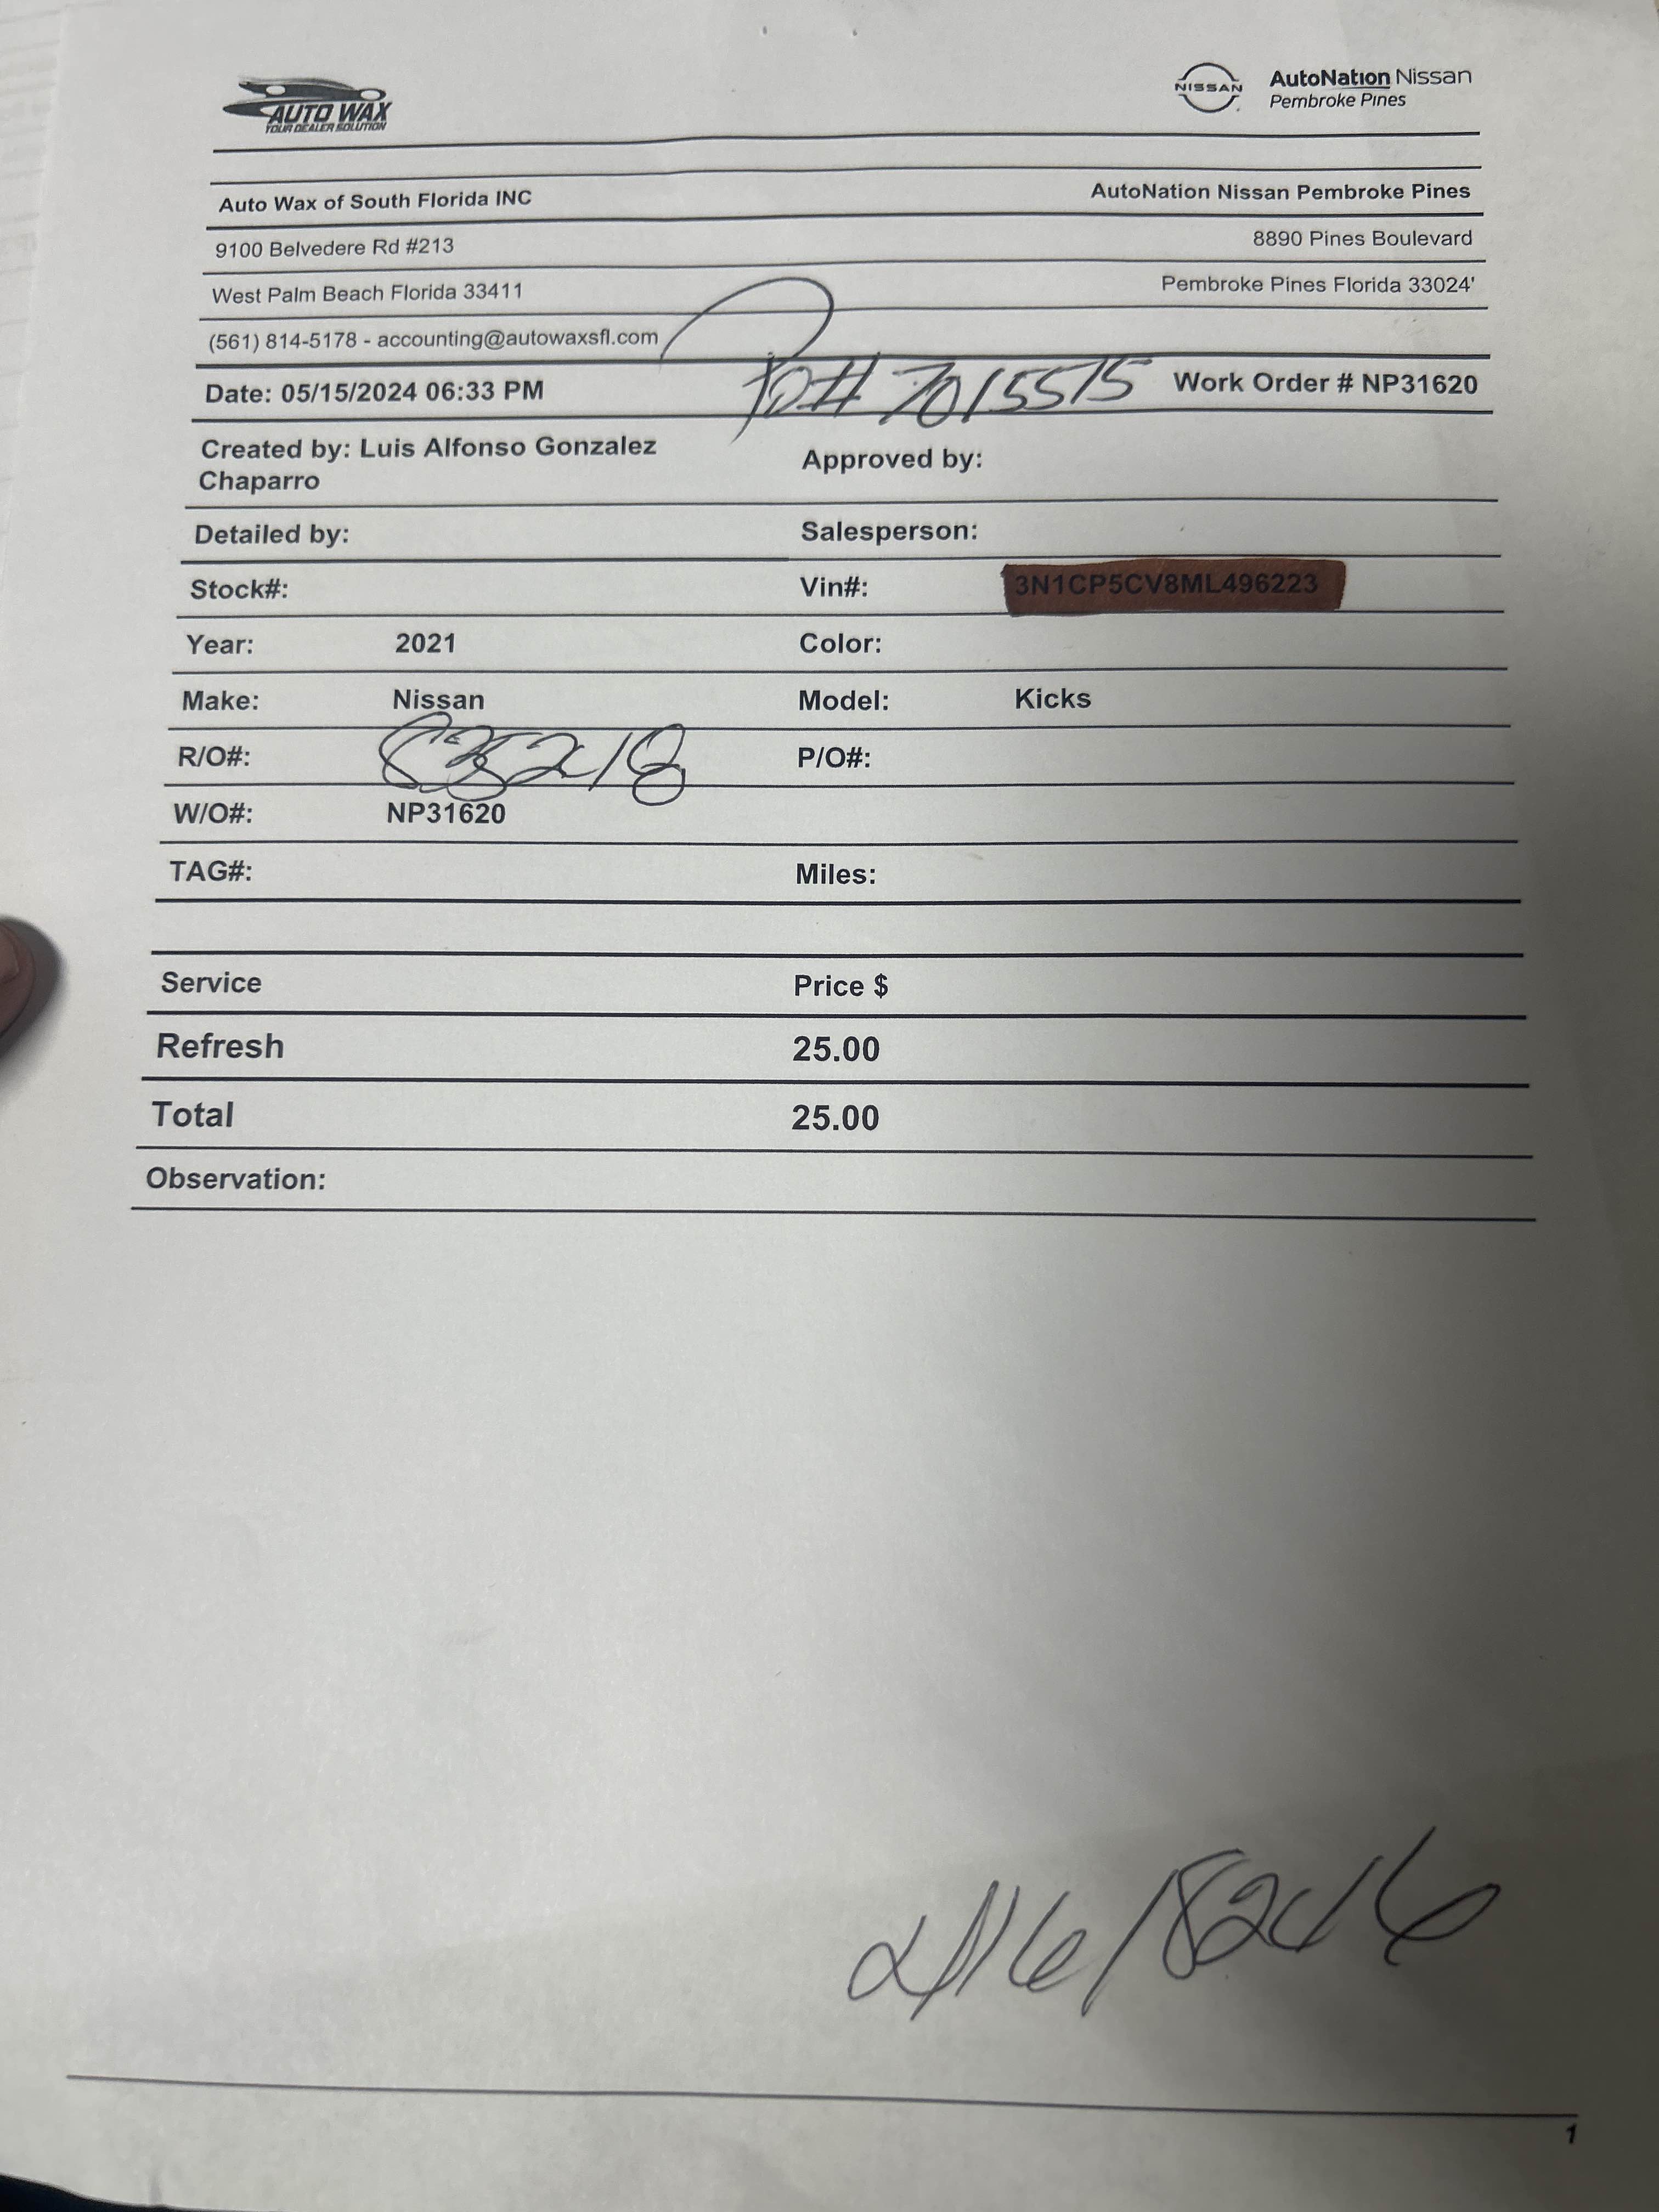 AUTO WAX
YOUR DEALER SOLUTION
NISSAN
AutoNation Nissan
Pembroke Pines
Auto Wax of South Florida INC
AutoNation Nissan Pembroke Pines
9100 Belvedere Rd #213
8890 Pines Boulevard
West Palm Beach Florida 33411
Pembroke Pines Florida 33024'
(561) 814-5178 - accounting@autowaxsfl.com
Date: 05/15/2024 06:33 PM
PO# 7015575
Work Order # NP31620
Created by: Luis Alfonso Gonzalez
Chaparro
Approved by:
Detailed by:
Salesperson:
Stock#:
Vin#: 3N1CP5CV8ML496223
Year: 2021
Color:
Make: Nissan
Model: Kicks
R/O#:
P/O#:
W/O#: NP31620
TAG#:
Miles:
Service Price $
Refresh 25.00
Total 25.00
Observation:
1